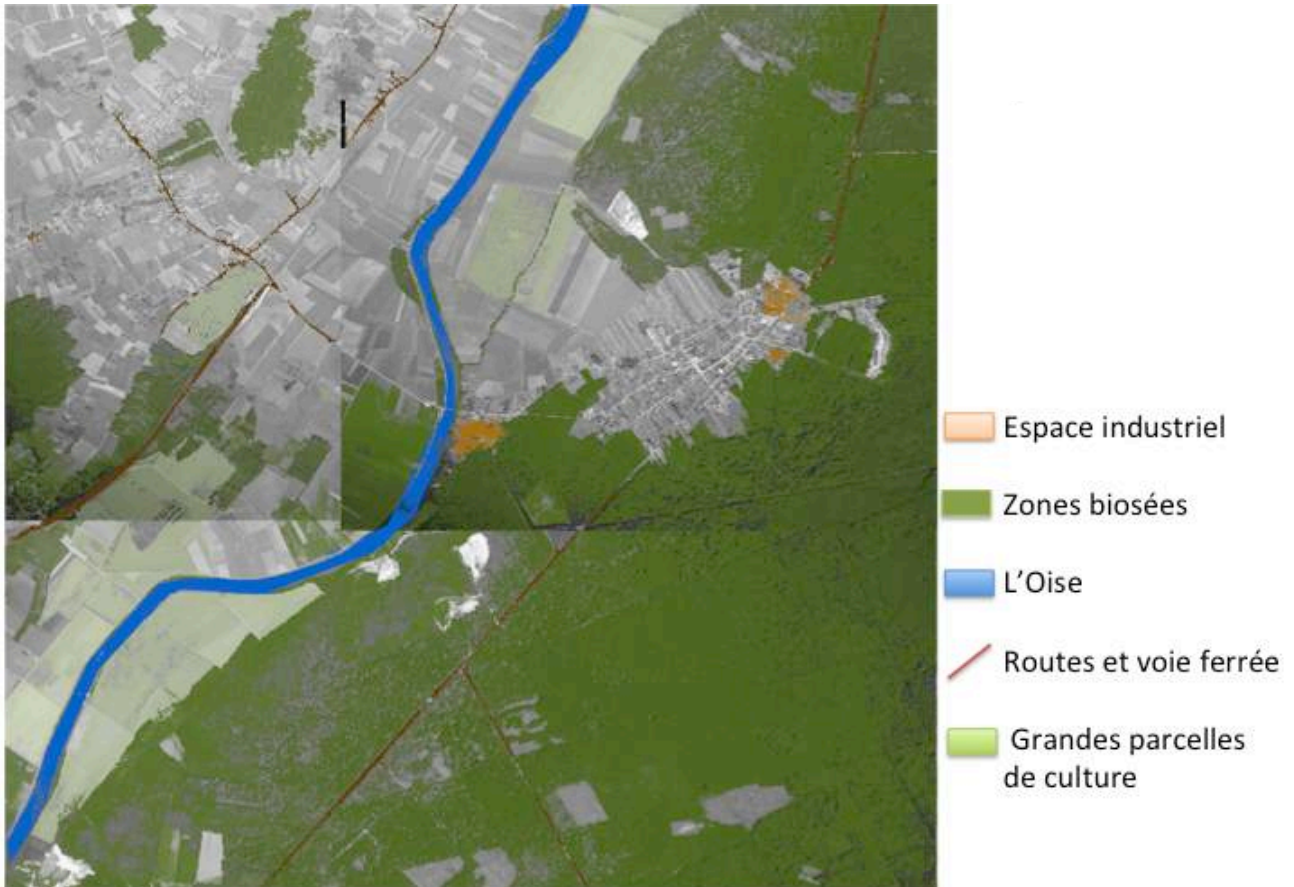 Espace industriel
Zones biosées
L'Oise
Routes et voie ferrée
Grandes parcelles
de culture